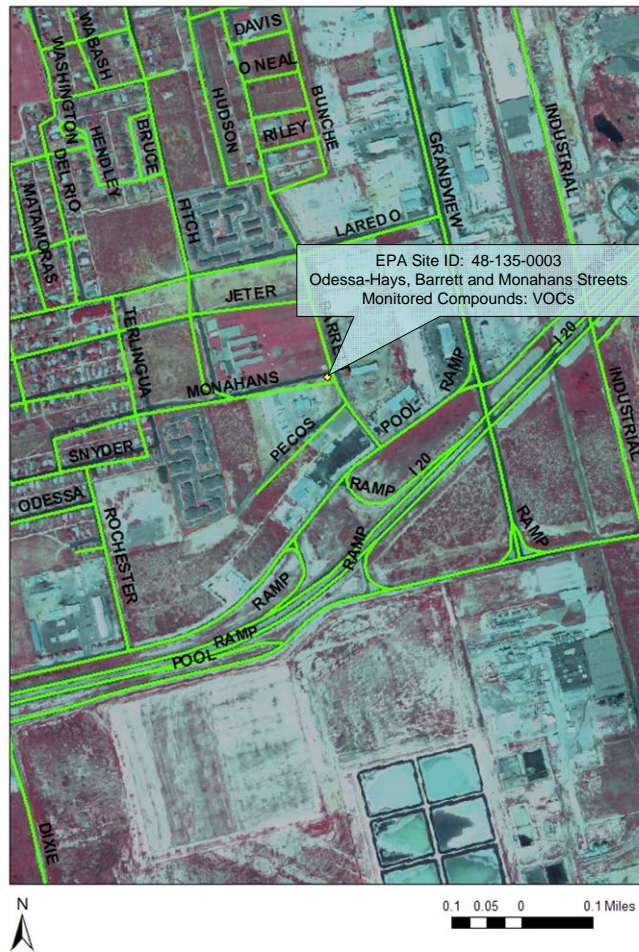 DAVIS
WABASH
WASHINGTON
O NEAL
HUDSON
BUNCHE
RILEY
HENDLEY
BRUCE
DEL RIO
MATAMORAS
FITCH
GRANDVIEW
INDUSTRIAL
LAREDO
EPA Site ID: 48-135-0003
Odessa-Hays, Barrett and Monahans Streets
Monitored Compounds: VOCs
JETER
TERLINGUA
I 20
MONAHANS
RAMP
POOL
INDUSTRIAL
SNYDER
PECOS
I 20
RAMP
ODESSA
ROCHESTER
RAMP
RAMP
RAMP
RAMP
POOL
DIXIE
N
0.1 0.05 0 0.1 Miles